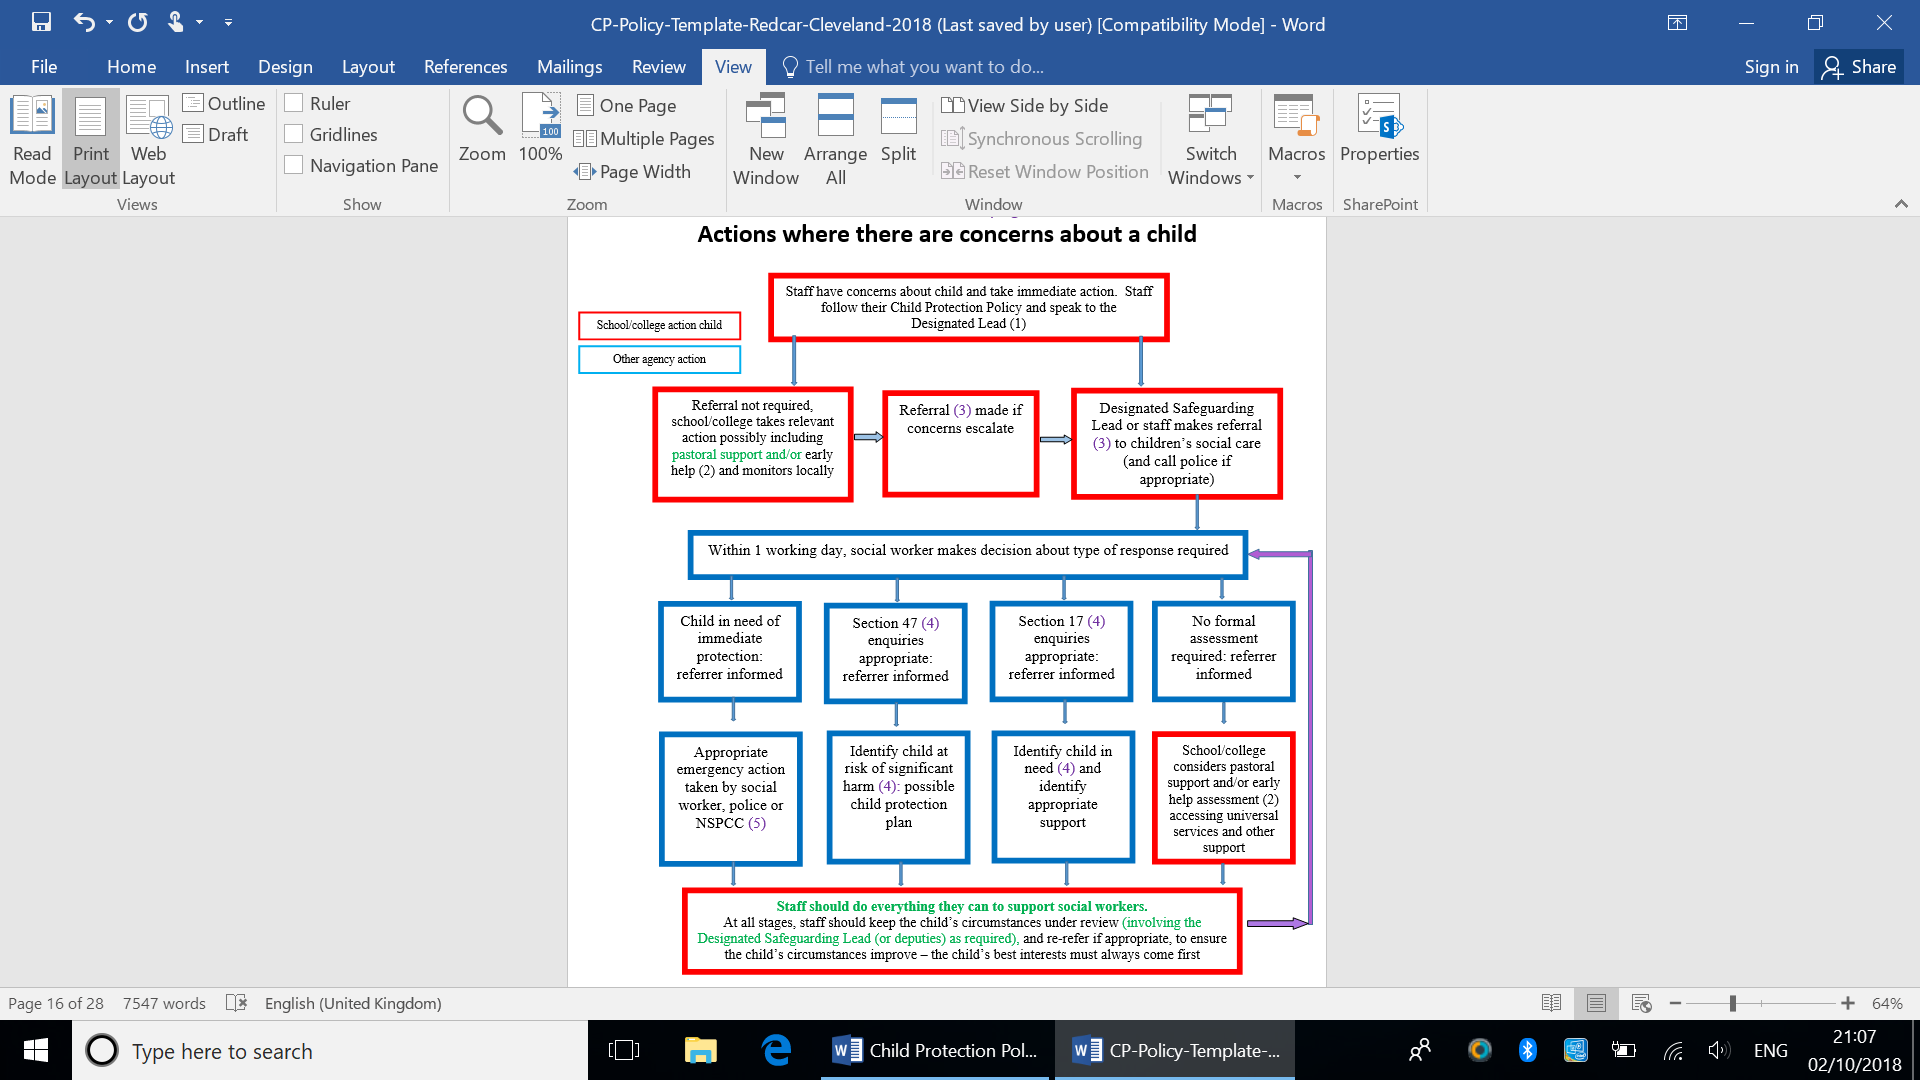 CP-Policy-Template-Redcar-Cleveland-2018 (Last saved by user) [Compatibility Mode] - Word
File Home Insert Design Layout References Mailings Review View Tell me what you want to do... Sign in Share
Read Mode
Print Layout
Web Layout
Outline
Draft
Views
Ruler
Gridlines
Navigation Pane
Show
Zoom
100
100%
One Page
Multiple Pages
Page Width
Zoom
New Window
Arrange All
Split
View Side by Side
Synchronous Scrolling
Reset Window Position
Window
Switch Windows
Macros
Macros
Properties
SharePoint
Actions where there are concerns about a child
Staff have concerns about child and take immediate action. Staff
follow their Child Protection Policy and speak to the
Designated Lead (1)
School/college action child
Other agency action
Referral not required,
school/college takes relevant
action possibly including
pastoral support and/or early
help (2) and monitors locally
Referral (3) made if
concerns escalate
Designated Safeguarding
Lead or staff makes referral
(3) to children's social care
(and call police if
appropriate)
Within 1 working day, social worker makes decision about type of response required
Child in need of
immediate
protection:
referrer informed
Section 47 (4)
enquiries
appropriate:
referrer informed
Section 17 (4)
enquiries
appropriate:
referrer informed
No formal
assessment
required: referrer
informed
Appropriate
emergency action
taken by social
worker, police or
NSPCC (5)
Identify child at
risk of significant
harm (4): possible
child protection
plan
Identify child in
need (4) and
identify
appropriate
support
School/college
considers pastoral
support and/or early
help assessment (2)
accessing universal
services and other
support
Staff should do everything they can to support social workers.
At all stages, staff should keep the child's circumstances under review (involving the
Designated Safeguarding Lead (or deputies) as required), and re-refer if appropriate, to ensure
the child's circumstances improve – the child's best interests must always come first
Page 16 of 28 7547 words English (United Kingdom) 64%
Type here to search
Child Protection Pol...
CP-Policy-Template-...
ENG
21:07
02/10/2018